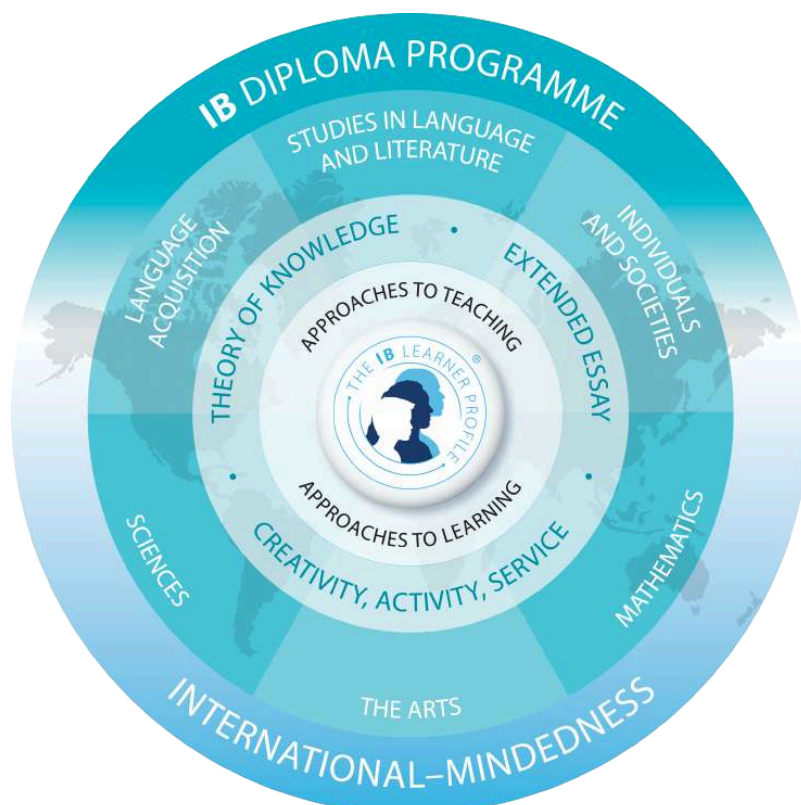 IB DIPLOMA PROGRAMME
STUDIES IN LANGUAGE
AND LITERATURE
INDIVIDUALS
AND SOCIETIES
MATHEMATICS
THE ARTS
SCIENCES
LANGUAGE
ACQUISITION
THEORY OF KNOWLEDGE •
EXTENDED ESSAY •
CREATIVITY, ACTIVITY, SERVICE •
APPROACHES TO TEACHING
THE IB LEARNER PROFILE®
APPROACHES TO LEARNING
INTERNATIONAL–MINDEDNESS